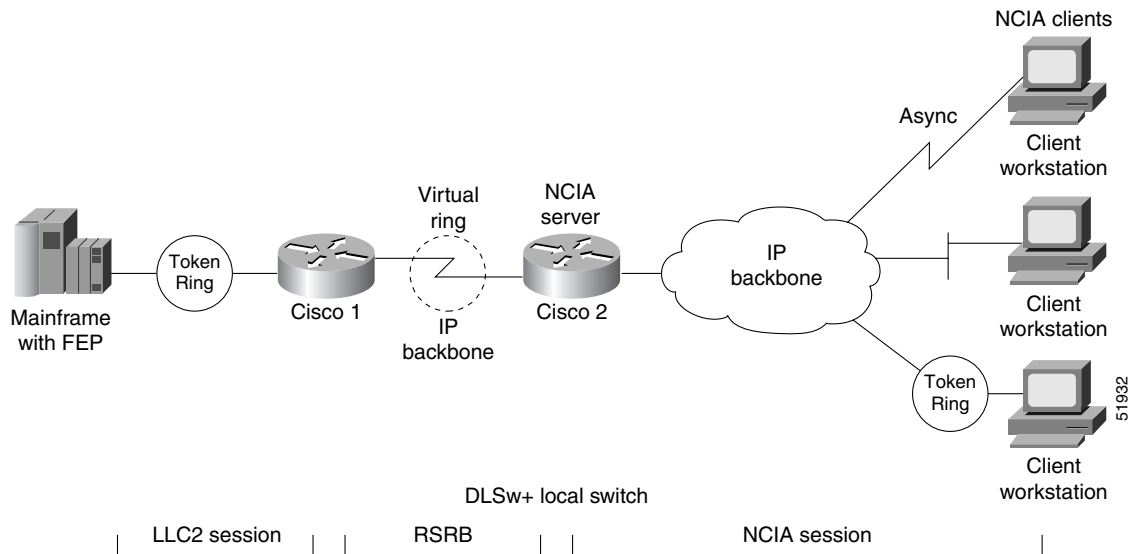 NCIA clients
Async
Client
workstation
Virtual
ring
NCIA
server
Token
Ring
IP
backbone
Cisco 1
Cisco 2
Mainframe
with FEP
IP
backbone
Client
workstation
Token
Ring
51932
Client
workstation
DLSw+ local switch
LLC2 session
RSRB
NCIA session